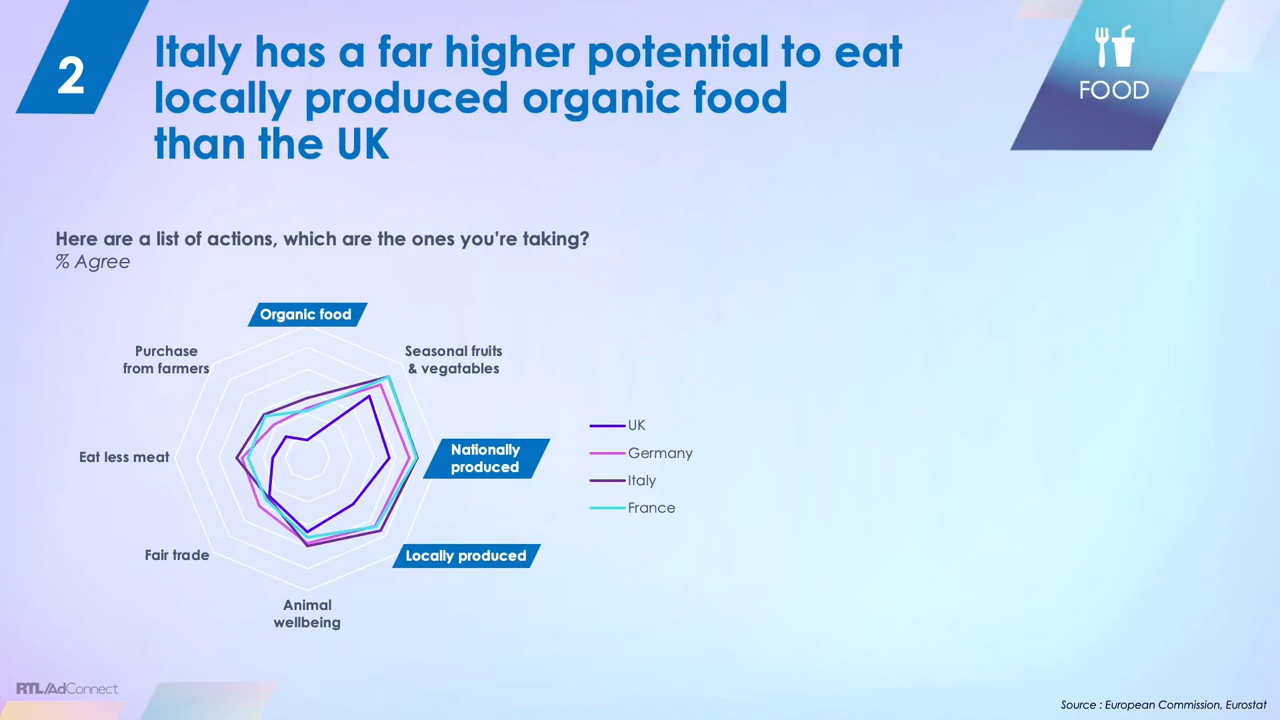 2
Italy has a far higher potential to eat
locally produced organic food
than the UK
FOOD
Here are a list of actions, which are the ones you're taking?
% Agree
Organic food
Purchase
from farmers
Seasonal fruits
& vegatables
Eat less meat
Nationally
produced
Fair trade
Locally produced
Animal
wellbeing
UK
Germany
Italy
France
RTL/AdConnect
Source : European Commission, Eurostat